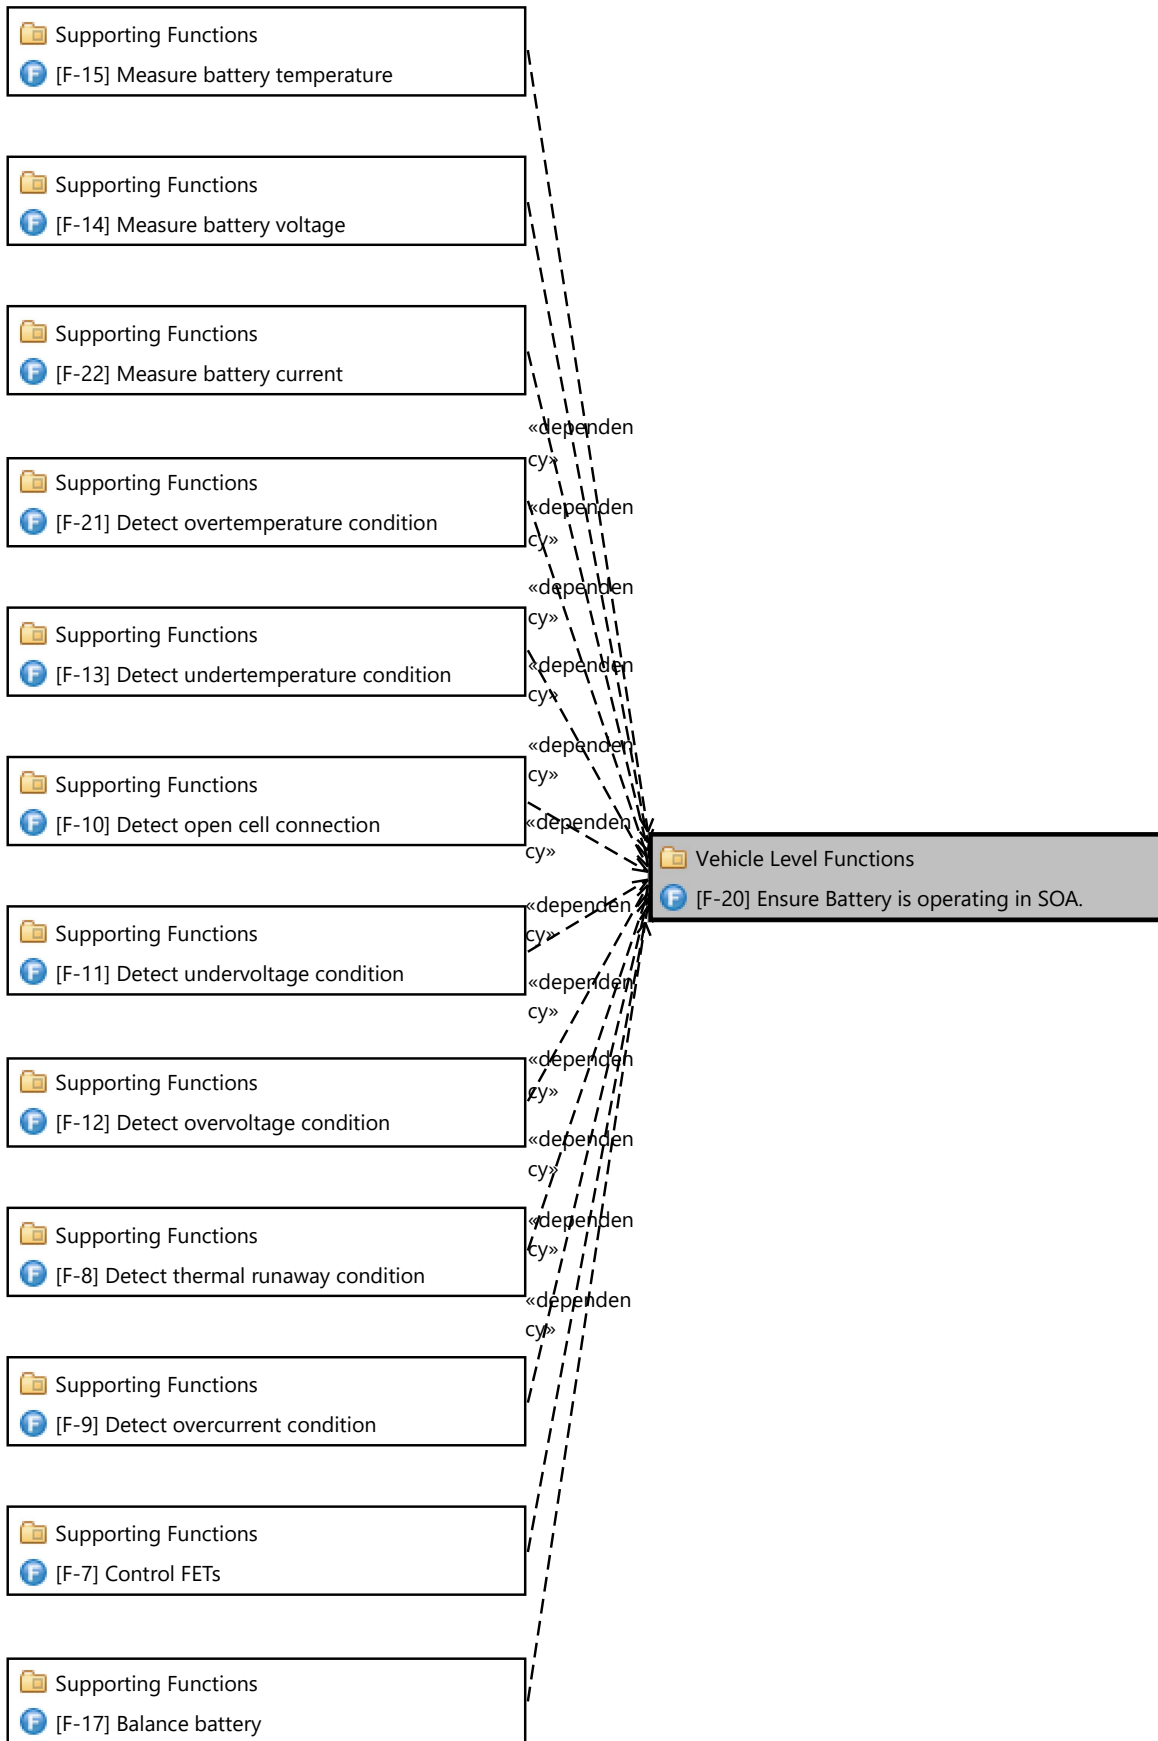 Supporting Functions
[F-15] Measure battery temperature
Supporting Functions
[F-14] Measure battery voltage
Supporting Functions
[F-22] Measure battery current
«dependen
cy»
Supporting Functions
[F-21] Detect overtemperature condition
«dependen
cy»
Supporting Functions
[F-13] Detect undertemperature condition
«dependen
cy»
«dependen
cy»
Supporting Functions
[F-10] Detect open cell connection
«dependen
cy»
«dependen
cy»
Vehicle Level Functions
[F-20] Ensure Battery is operating in SOA.
Supporting Functions
[F-11] Detect undervoltage condition
«dependen
cy»
«dependen
cy»
Supporting Functions
[F-12] Detect overvoltage condition
«dependen
cy»
«dependen
cy»
Supporting Functions
[F-8] Detect thermal runaway condition
«dependen
cy»
«dependen
cy»
Supporting Functions
[F-9] Detect overcurrent condition
Supporting Functions
[F-7] Control FETs
Supporting Functions
[F-17] Balance battery